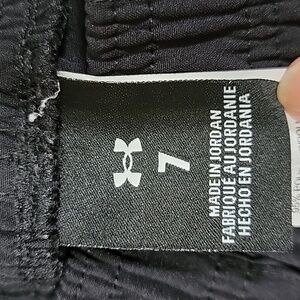 7
MADE IN JORDAN
FABRIQUÉ AU JORDANIE
HECHO EN JORDANIA